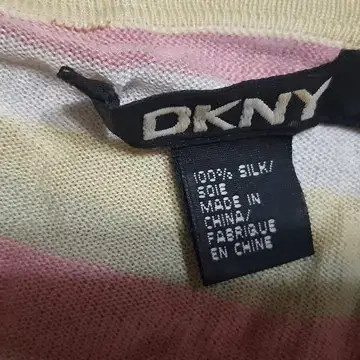 DKNY
100% SILK/
SOIE
MADE IN
CHINA/
FABRIQUE
EN CHINE